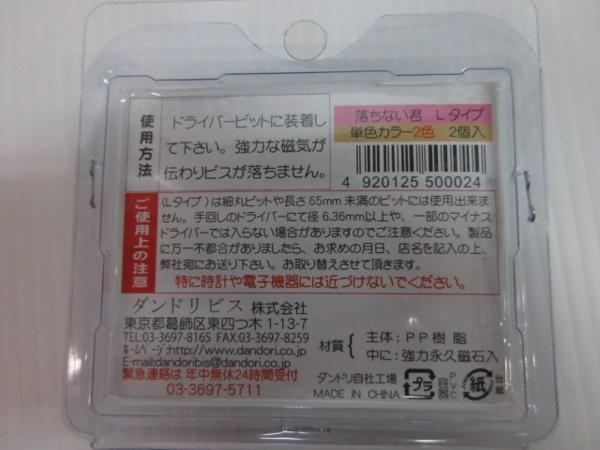 使用方法
ドライバービットに装着し
て下さい。強力な磁気が
伝わりビスが落ちません。
落ちない君 Lタイプ
単色カラー2色 2個入
4 920125 500024
ご使用上の注意
(Lタイプ)は細丸ビットや長さ65mm未満のビットには使用出来ま
せん。手回しのドライバーにて径6.36mm以上や、一部のマイナス
ドライバーでは入らない場合がありますのでご注意ください。製品
に万一不都合がありましたら、お求めの月日、店名を記入の上、
弊社宛にお送り下さい。お取り替えさせて頂きます。
特に時計や電子機器には近づけないでください。
ダンドリビス 株式会社
東京都葛飾区東四つ木1-13-7
TEL:03-3697-8165 FAX:03-3697-8259
ホームページ:http://www.dandori.co.jp
E-mail:dandoribis@dandori.co.jp
緊急連絡は 年中無休24時間受付
03-3697-5711
材質
主体:PP樹脂
中に:強力永久磁石入
ダンドリ自社工場
MADE IN CHINA
プラ
PVC
容器
紙
台紙